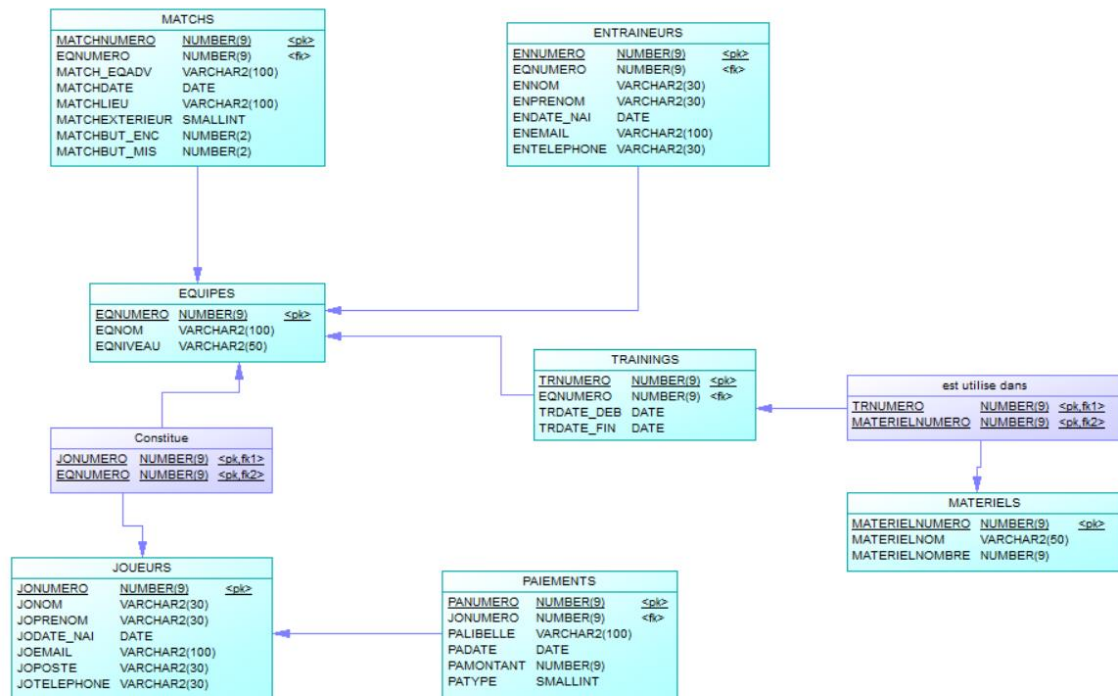 MATCHS
MATCHNUMERO NUMBER(9) <pk>
EQNUMERO NUMBER(9) <fk>
MATCH_EQADV VARCHAR2(100)
MATCHDATE DATE
MATCHLIEU VARCHAR2(100)
MATCHEXTERIEUR SMALLINT
MATCHBUT_ENC NUMBER(2)
MATCHBUT_MIS NUMBER(2)
ENTRAINEURS
ENNUMERO NUMBER(9) <pk>
EQNUMERO NUMBER(9) <fk>
ENNOM VARCHAR2(30)
ENPRENOM VARCHAR2(30)
ENDATE_NAI DATE
ENEMAIL VARCHAR2(100)
ENTELEPHONE VARCHAR2(30)
EQUIPES
EQNUMERO NUMBER(9) <pk>
EQNOM VARCHAR2(100)
EQNIVEAU VARCHAR2(50)
TRAININGS
TRNUMERO NUMBER(9) <pk>
EQNUMERO NUMBER(9) <fk>
TRDATE_DEB DATE
TRDATE_FIN DATE
est utilise dans
TRNUMERO NUMBER(9) <pk,fk1>
MATERIELNUMERO NUMBER(9) <pk,fk2>
Constitue
JONUMERO NUMBER(9) <pk,fk1>
EQNUMERO NUMBER(9) <pk,fk2>
MATERIELS
MATERIELNUMERO NUMBER(9) <pk>
MATERIELNOM VARCHAR2(50)
MATERIELNOMBRE NUMBER(9)
JOUEURS
JONUMERO NUMBER(9) <pk>
JONOM VARCHAR2(30)
JOPRENOM VARCHAR2(30)
JODATE_NAI DATE
JOEMAIL VARCHAR2(100)
JOPOSTE VARCHAR2(30)
JOTELEPHONE VARCHAR2(30)
PAIEMENTS
PANUMERO NUMBER(9) <pk>
JONUMERO NUMBER(9) <fk>
PALIBELLE VARCHAR2(100)
PADATE DATE
PAMONTANT NUMBER(9)
PATYPE SMALLINT